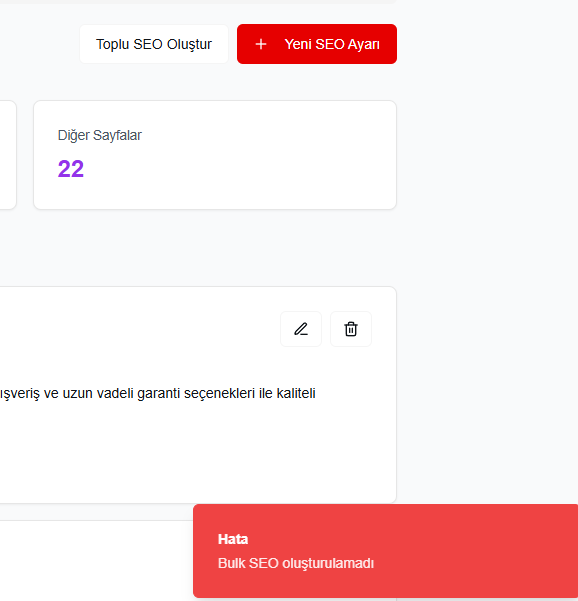 Toplu SEO Oluştur
+ Yeni SEO Ayarı
Diğer Sayfalar
22
ışveriş ve uzun vadeli garanti seçenekleri ile kaliteli
Hata
Bulk SEO oluşturulamadı